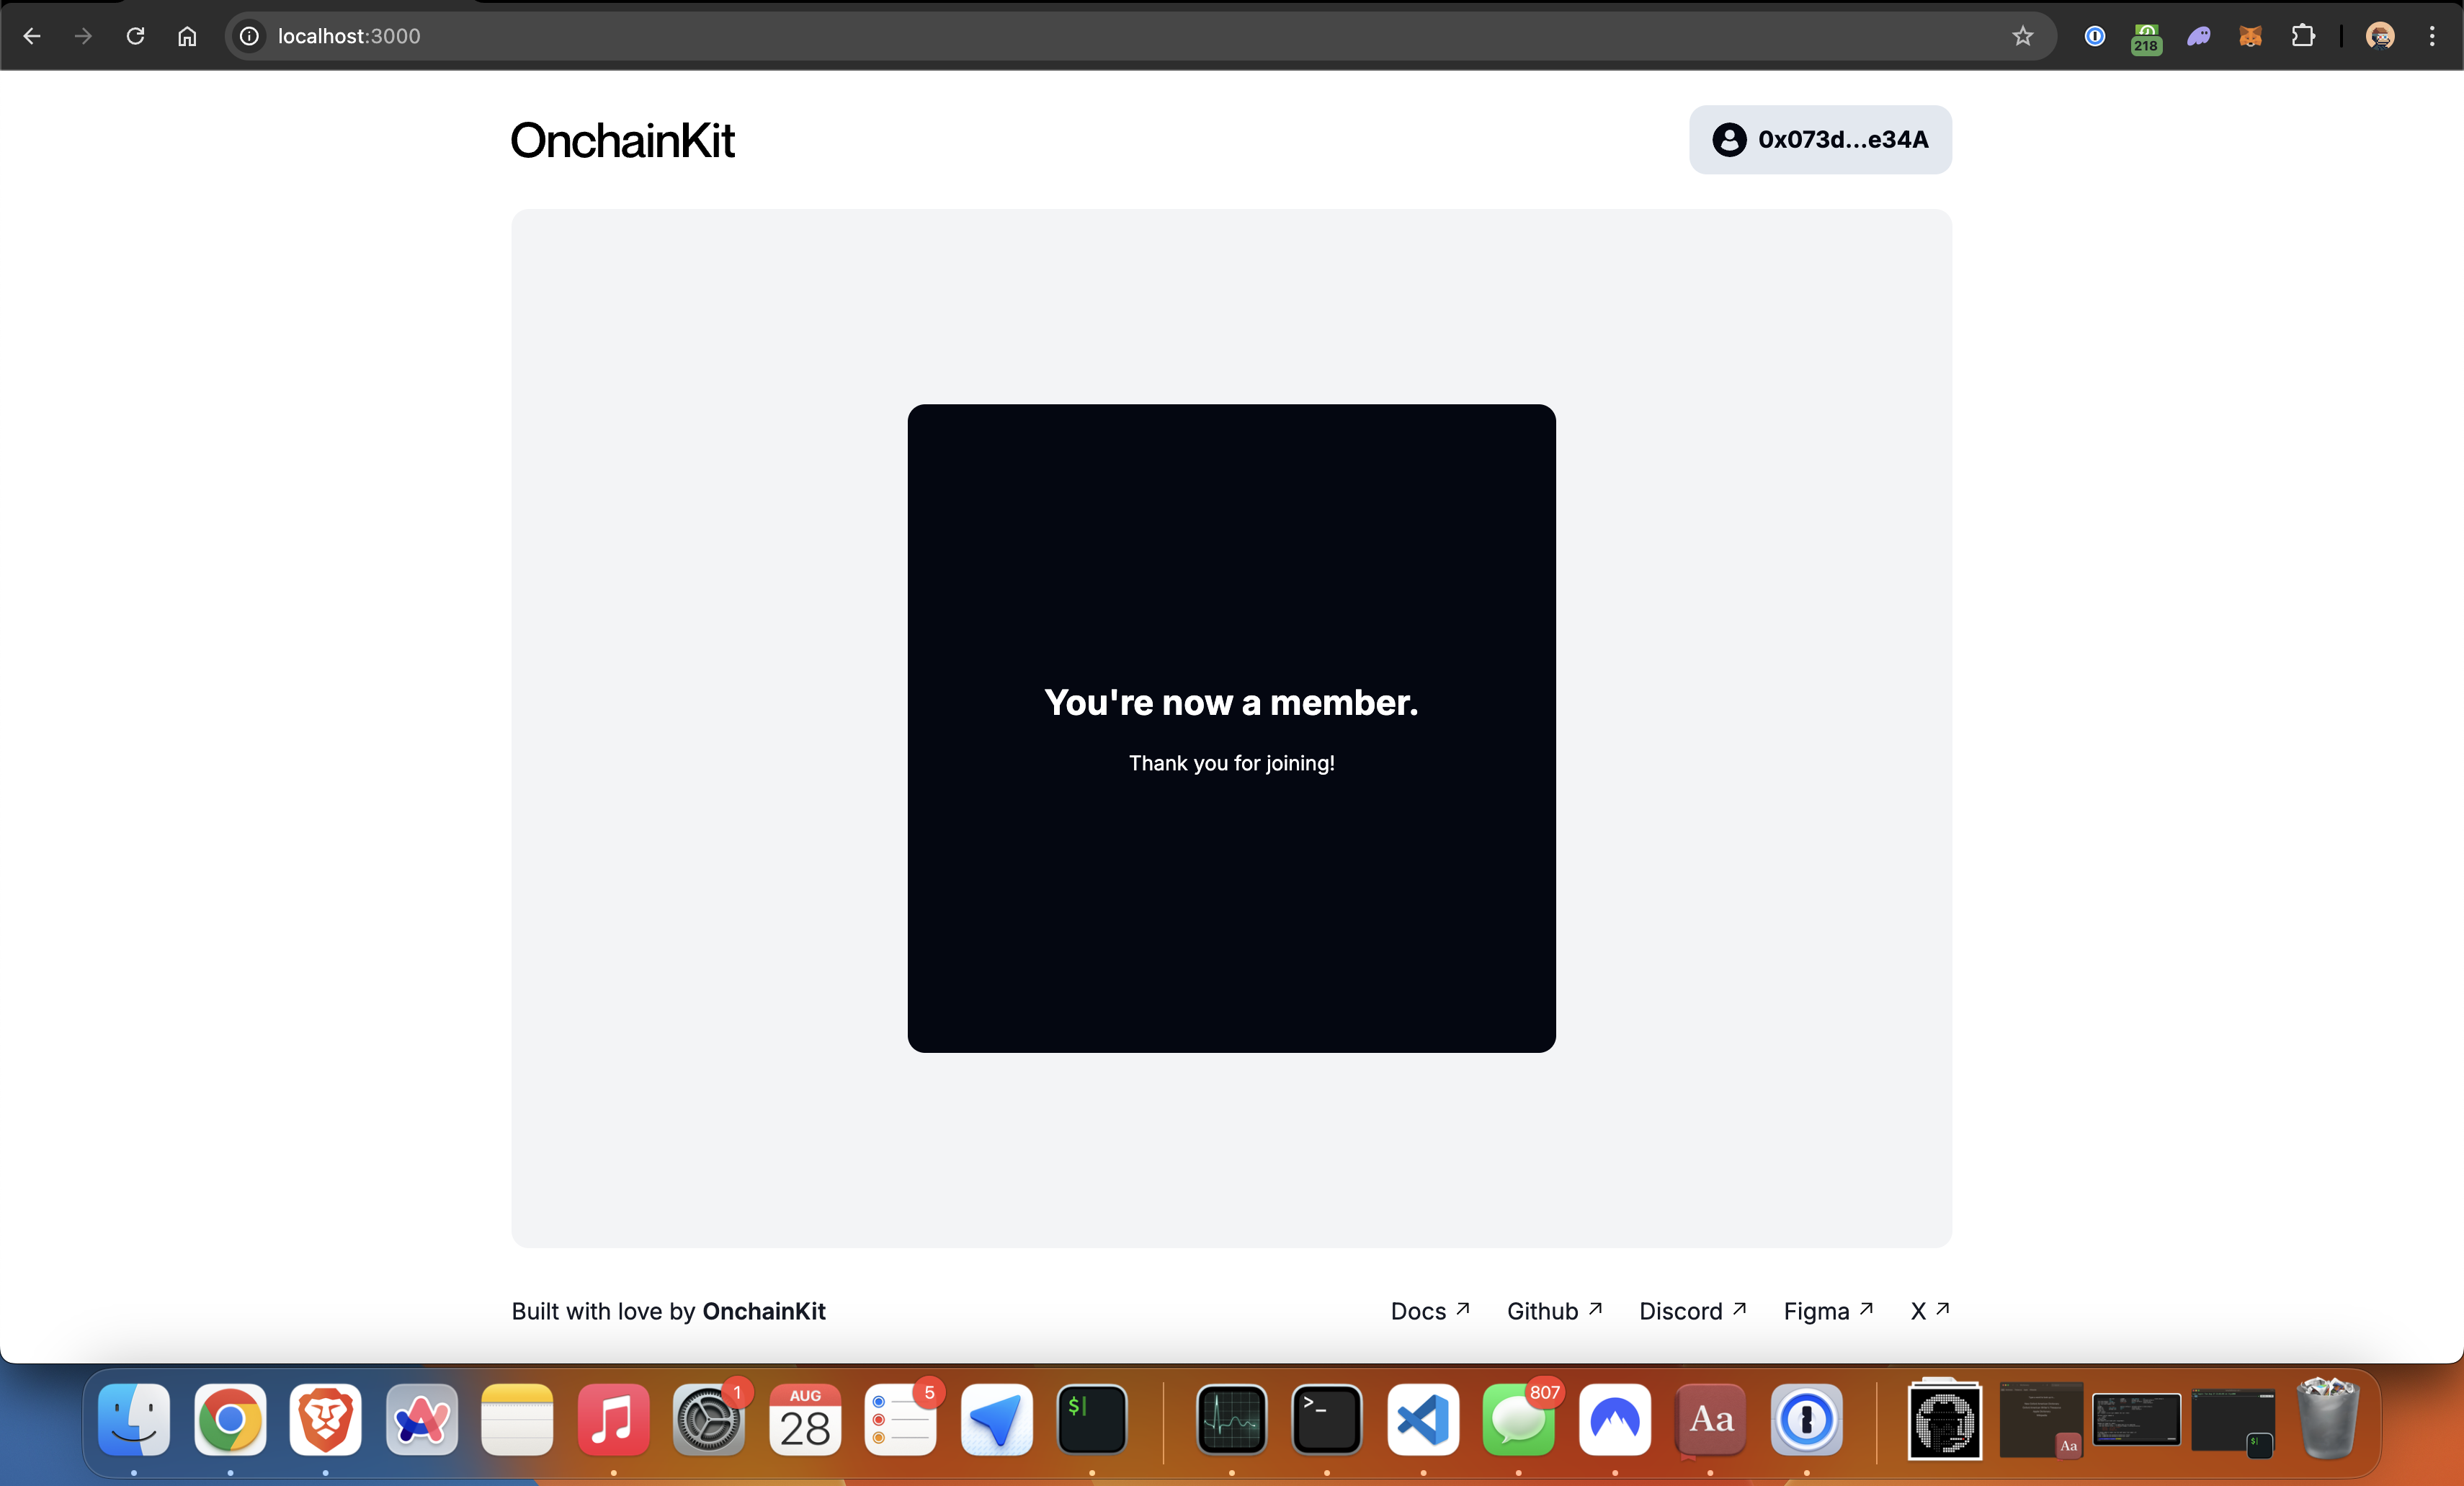 localhost:3000
218
OnchainKit
0x073d...e34A
You're now a member.
Thank you for joining!
Built with love by OnchainKit
Docs Github Discord Figma X
1
AUG
28
5
$
>_
807
Aa
Aa
$